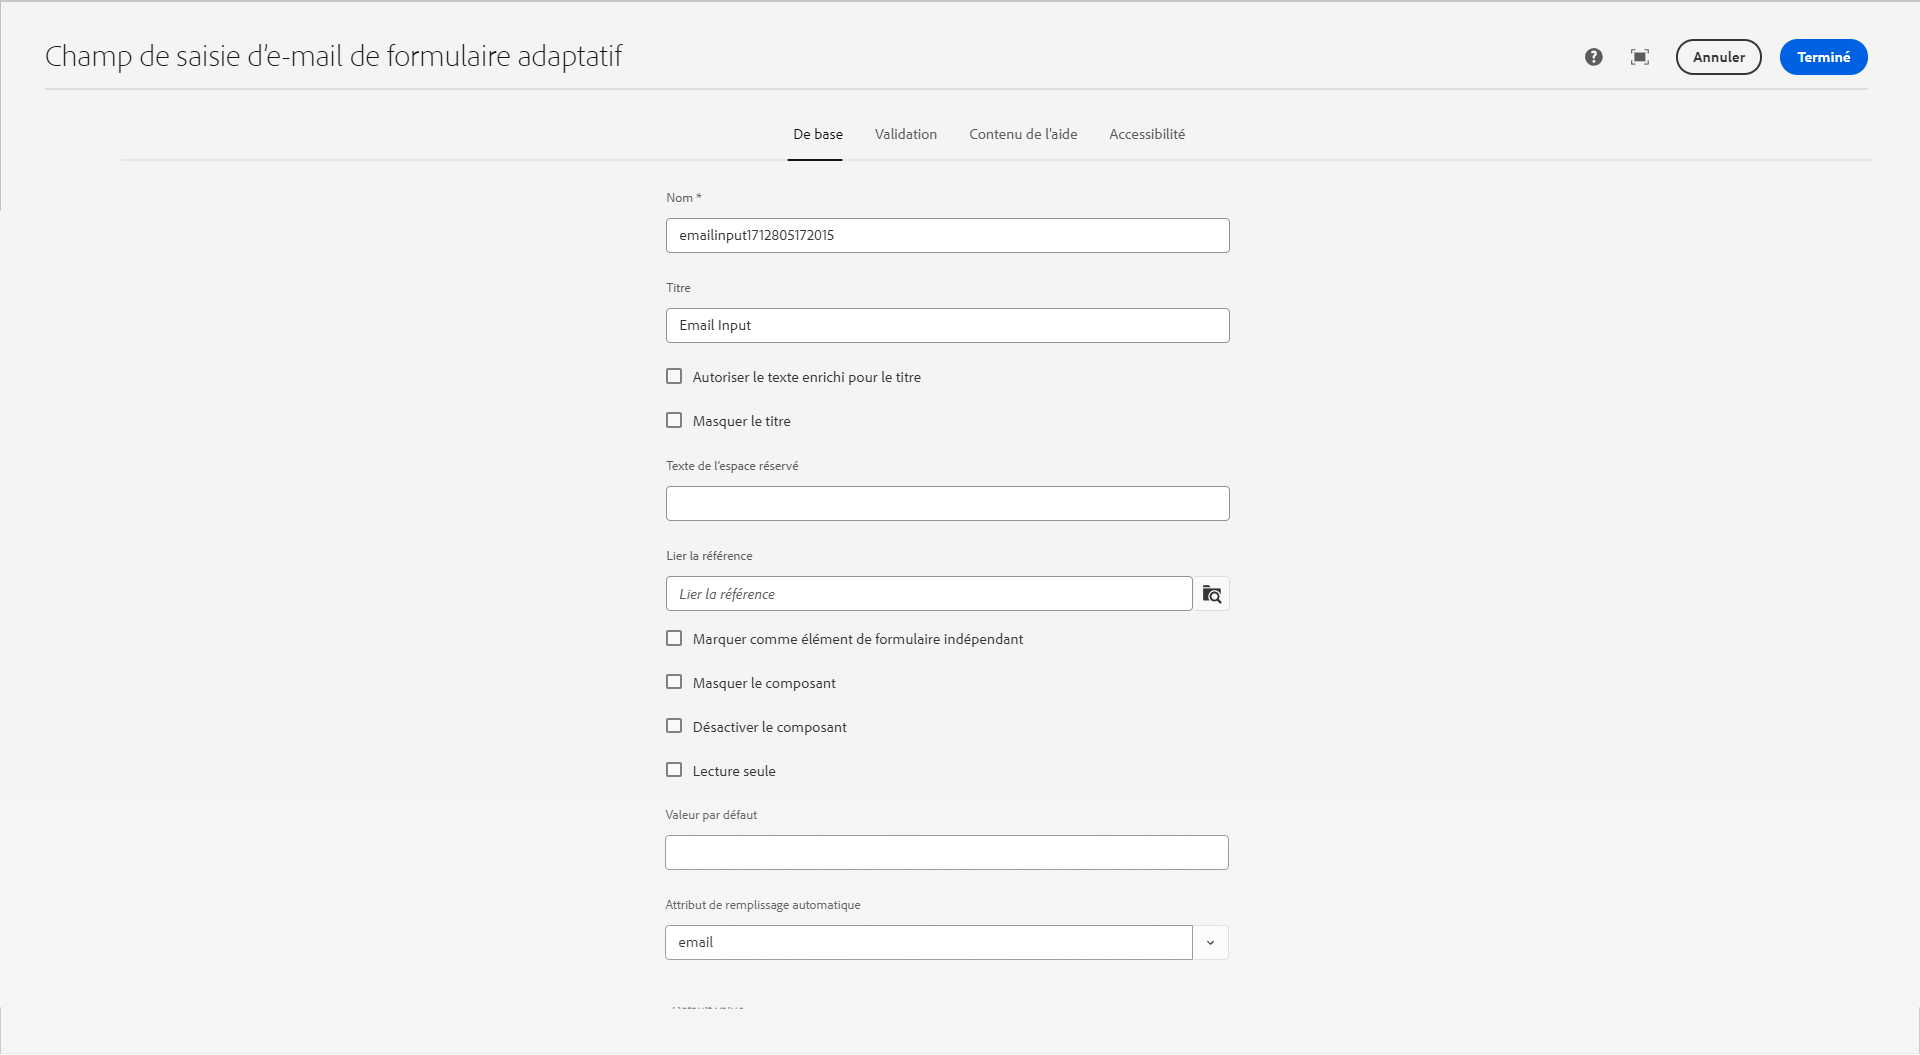 Champ de saisie d'e-mail de formulaire adaptatif
Annuler
Terminé
De base
Validation
Contenu de l'aide
Accessibilité
Nom *
emailinput1712805172015
Titre
Email Input
Autoriser le texte enrichi pour le titre
Masquer le titre
Texte de l'espace réservé
Lier la référence
Lier la référence
Marquer comme élément de formulaire indépendant
Masquer le composant
Désactiver le composant
Lecture seule
Valeur par défaut
Attribut de remplissage automatique
email